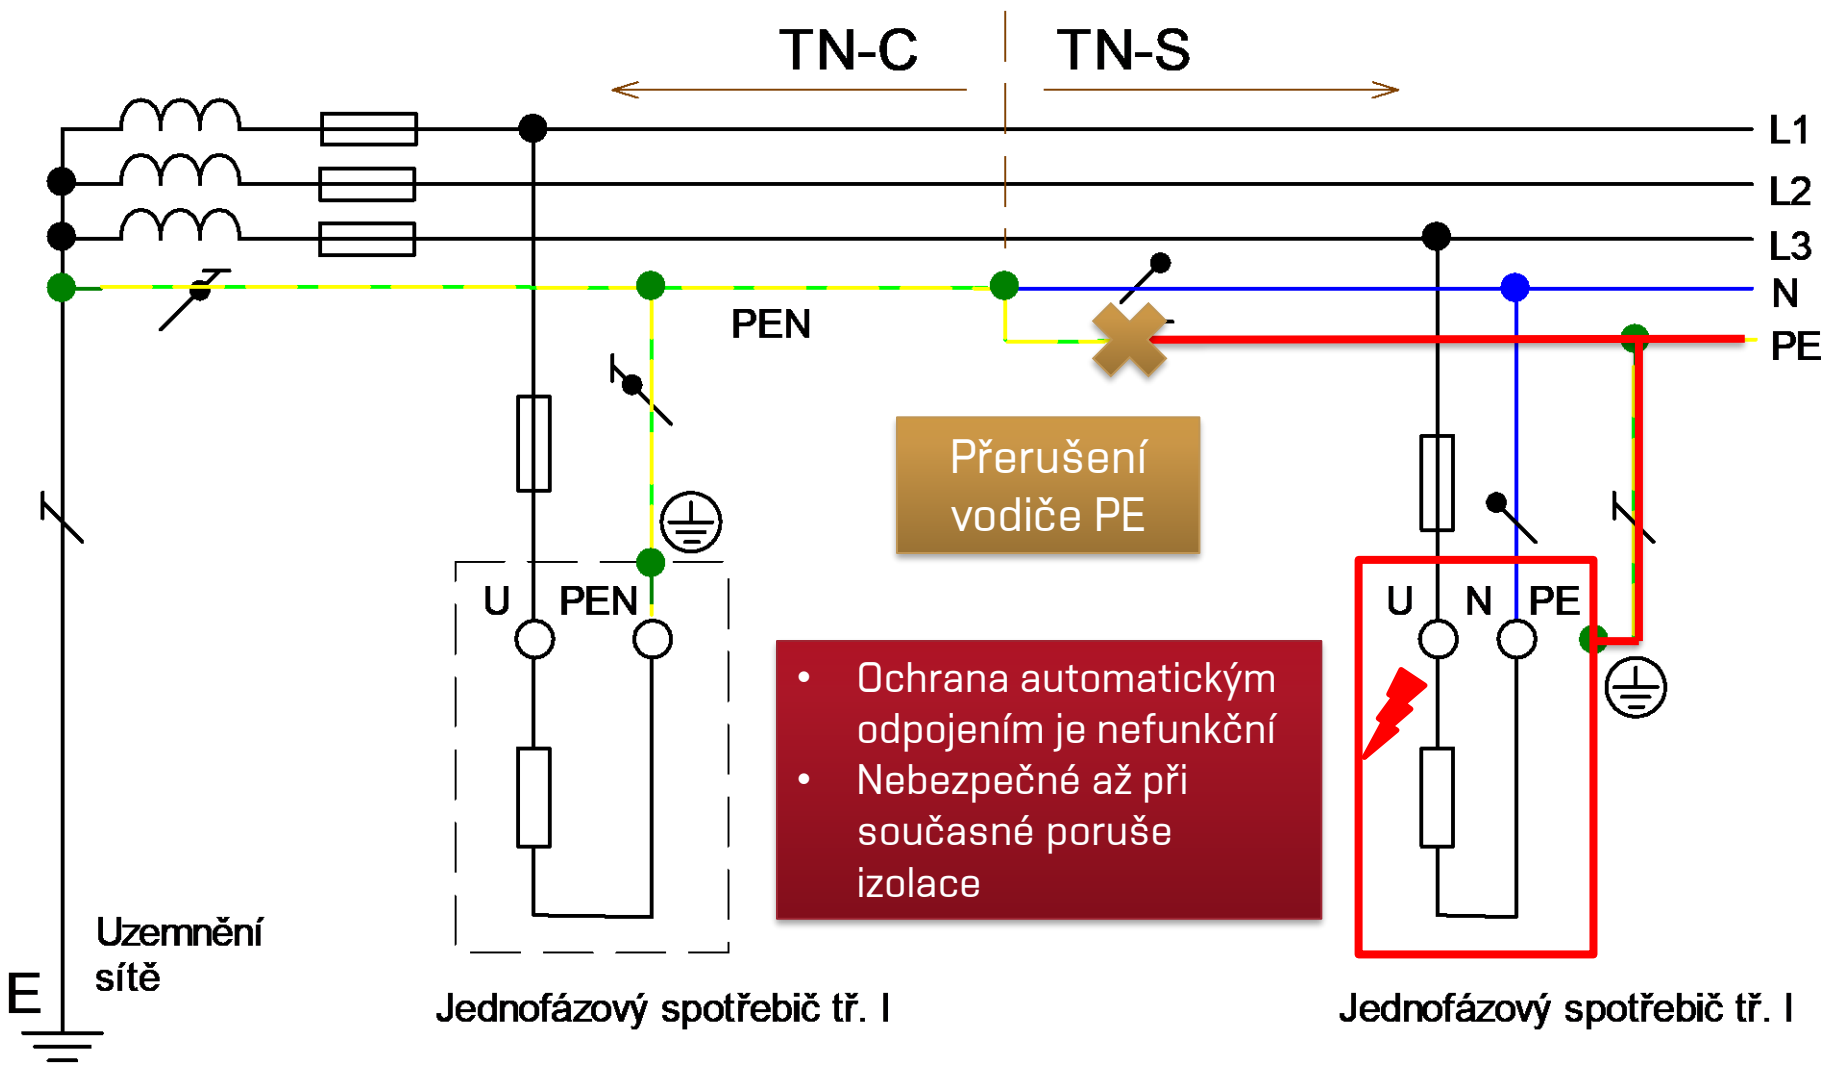 TN-C
TN-S
L1
L2
L3
N
PEN
PE
Přerušení
vodiče PE
U
PEN
U
N
PE
• Ochrana automatickým
odpojením je nefunkční
• Nebezpečné až při
současné poruše
izolace
Uzemnění
sítě
E
Jednofázový spotřebič tř. I
Jednofázový spotřebič tř. I